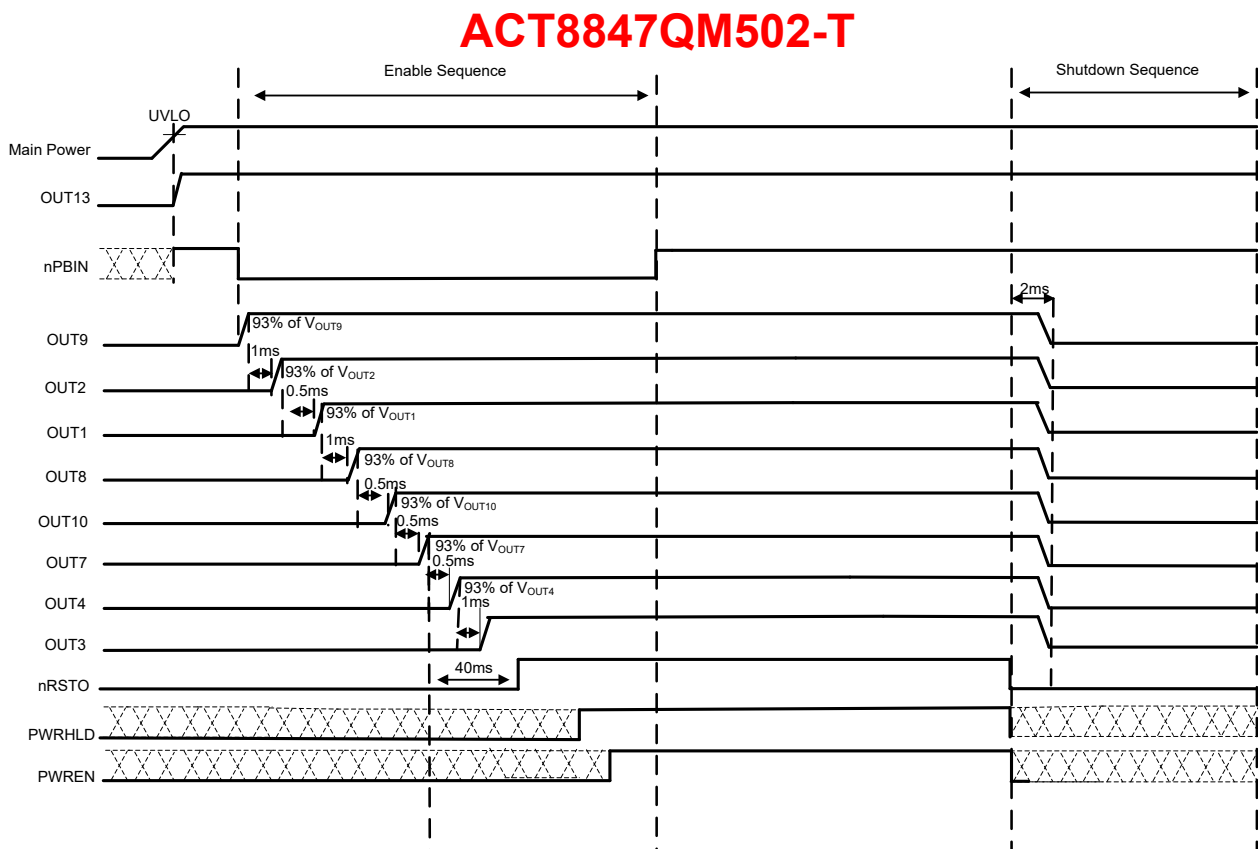 ACT8847QM502-T
Enable Sequence
Shutdown Sequence
UVLO
Main Power
OUT13
nPBIN
2ms
93% of VOUT9
OUT9
1ms
93% of VOUT2
OUT2
0.5ms
93% of VOUT1
OUT1
1ms
93% of VOUT8
OUT8
0.5ms
93% of VOUT10
OUT10
0.5ms
93% of VOUT7
OUT7
0.5ms
93% of VOUT4
OUT4
1ms
OUT3
40ms
nRSTO
PWRHLD
PWREN